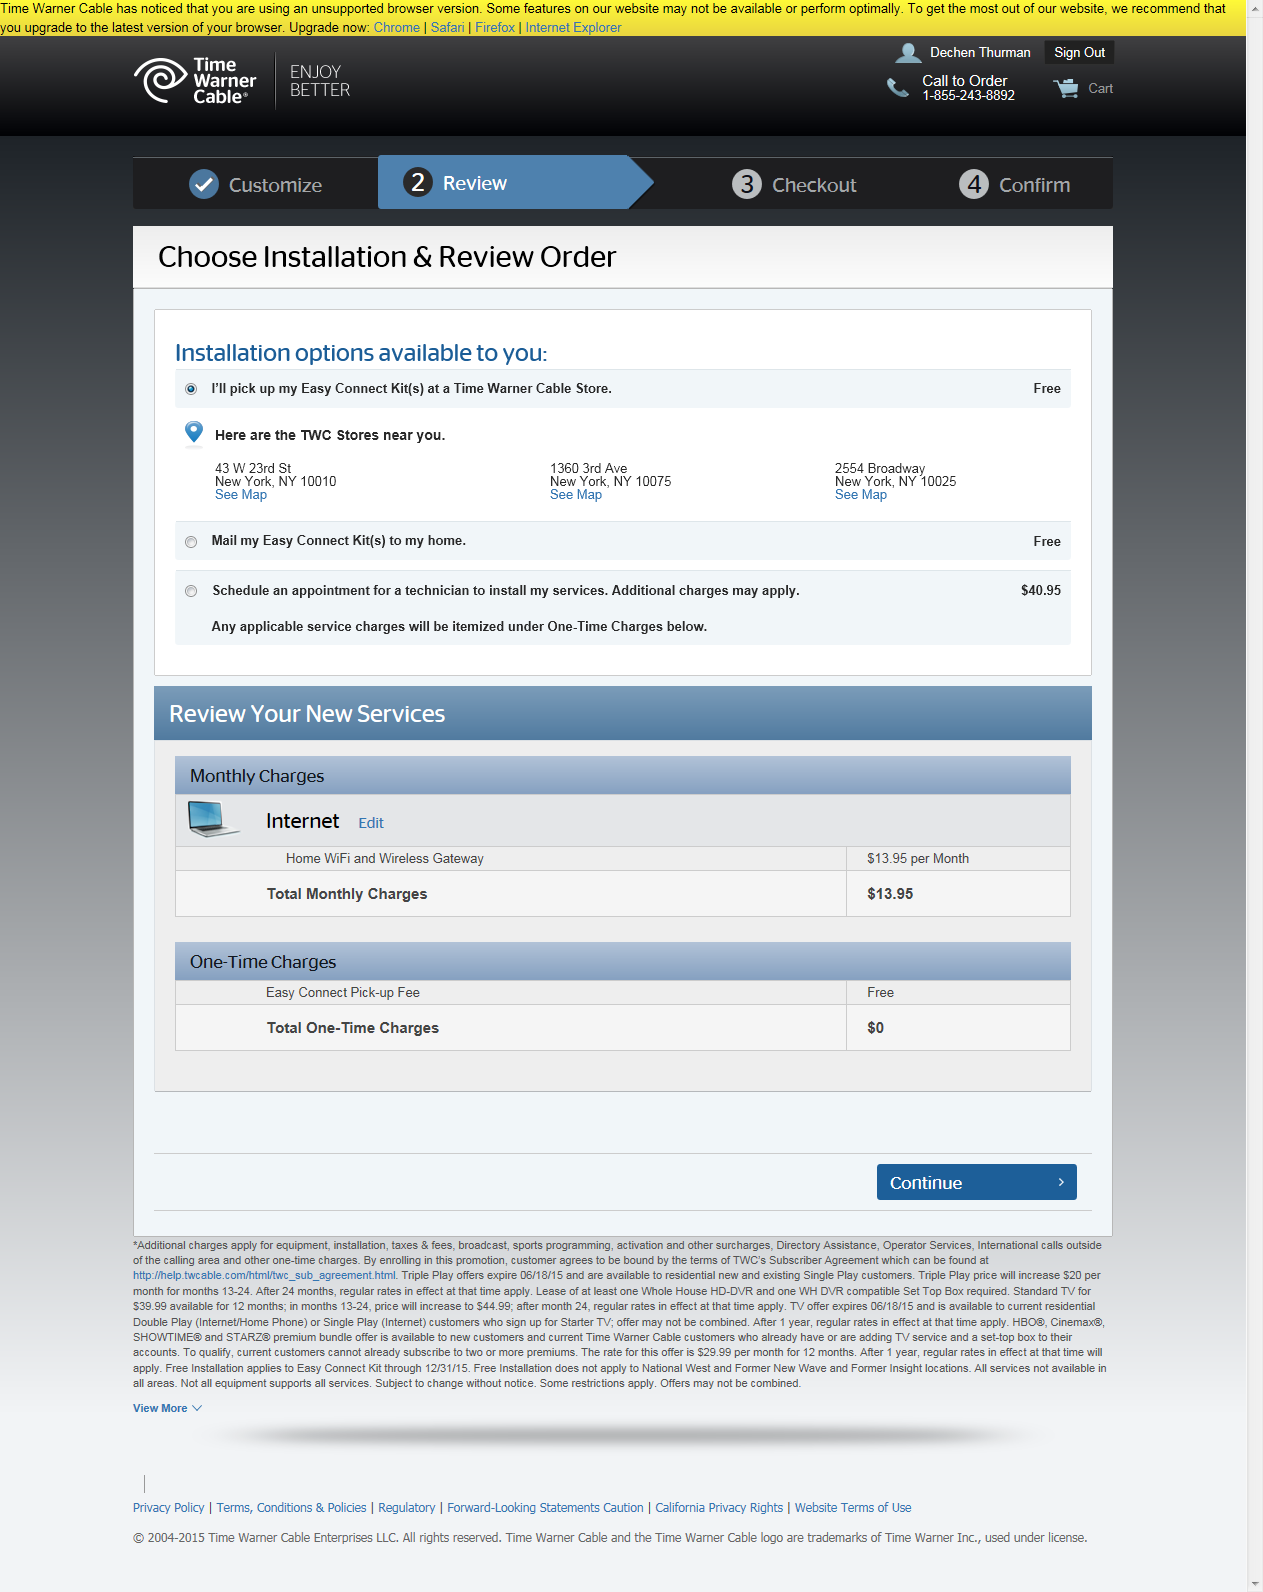 Time Warner Cable has noticed that you are using an unsupported browser version. Some features on our website may not be available or perform optimally. To get the most out of our website, we recommend that
you upgrade to the latest version of your browser. Upgrade now: Chrome | Safari | Firefox | Internet Explorer
Time
Warner
Cable®
ENJOY
BETTER
Dechen Thurman
Sign Out
Call to Order
1-855-243-8892
Cart
Customize
2 Review
3 Checkout
4 Confirm
Choose Installation & Review Order
Installation options available to you:
I'll pick up my Easy Connect Kit(s) at a Time Warner Cable Store. Free
Here are the TWC Stores near you.
43 W 23rd St
New York, NY 10010
See Map
1360 3rd Ave
New York, NY 10075
See Map
2554 Broadway
New York, NY 10025
See Map
Mail my Easy Connect Kit(s) to my home. Free
Schedule an appointment for a technician to install my services. Additional charges may apply. $40.95
Any applicable service charges will be itemized under One-Time Charges below.
Review Your New Services
Monthly Charges
Internet Edit
Home WiFi and Wireless Gateway $13.95 per Month
Total Monthly Charges $13.95
One-Time Charges
Easy Connect Pick-up Fee Free
Total One-Time Charges $0
Continue
*Additional charges apply for equipment, installation, taxes & fees, broadcast, sports programming, activation and other surcharges, Directory Assistance, Operator Services, International calls outside
of the calling area and other one-time charges. By enrolling in this promotion, customer agrees to be bound by the terms of TWC's Subscriber Agreement which can be found at
http://help.twcable.com/html/twc_sub_agreement.html. Triple Play offers expire 06/18/15 and are available to residential new and existing Single Play customers. Triple Play price will increase $20 per
month for months 13-24. After 24 months, regular rates in effect at that time apply. Lease of at least one Whole House HD-DVR and one WH DVR compatible Set Top Box required. Standard TV for
$39.99 available for 12 months; in months 13-24, price will increase to $44.99; after month 24, regular rates in effect at that time apply. TV offer expires 06/18/15 and is available to current residential
Double Play (Internet/Home Phone) or Single Play (Internet) customers who sign up for Starter TV; offer may not be combined. After 1 year, regular rates in effect at that time apply. HBO®, Cinemax®,
SHOWTIME® and STARZ® premium bundle offer is available to new customers and current Time Warner Cable customers who already have or are adding TV service and a set-top box to their
accounts. To qualify, current customers cannot already subscribe to two or more premiums. The rate for this offer is $29.99 per month for 12 months. After 1 year, regular rates in effect at that time will
apply. Free Installation applies to Easy Connect Kit through 12/31/15. Free Installation does not apply to National West and Former New Wave and Former Insight locations. All services not available in
all areas. Not all equipment supports all services. Subject to change without notice. Some restrictions apply. Offers may not be combined.
View More
Privacy Policy | Terms, Conditions & Policies | Regulatory | Forward-Looking Statements Caution | California Privacy Rights | Website Terms of Use
© 2004-2015 Time Warner Cable Enterprises LLC. All rights reserved. Time Warner Cable and the Time Warner Cable logo are trademarks of Time Warner Inc., used under license.